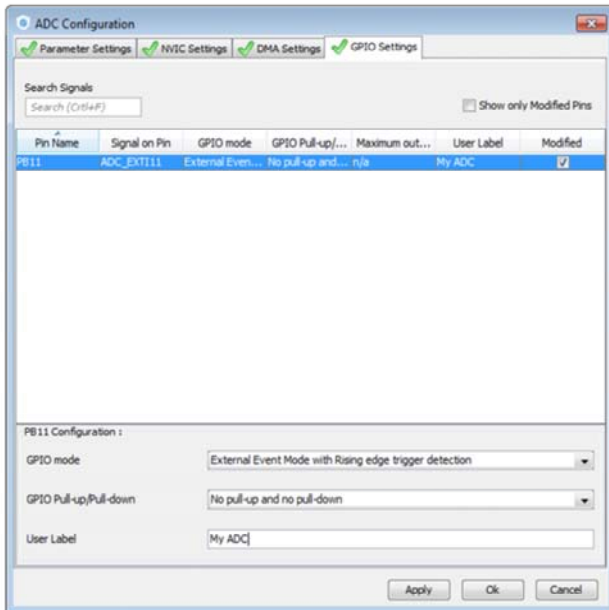 ADC Configuration
Parameter Settings NVIC Settings DMA Settings GPIO Settings
Search Signals
Search (Crtl+F)
Show only Modified Pins
Pin Name Signal on Pin GPIO mode GPIO Pull-up/... Maximum out... User Label Modified
PB11 ADC_EXTI11 External Even... No pull-up and... n/a My ADC
PB11 Configuration :
GPIO mode External Event Mode with Rising edge trigger detection
GPIO Pull-up/Pull-down No pull-up and no pull-down
User Label My ADC
Apply Ok Cancel